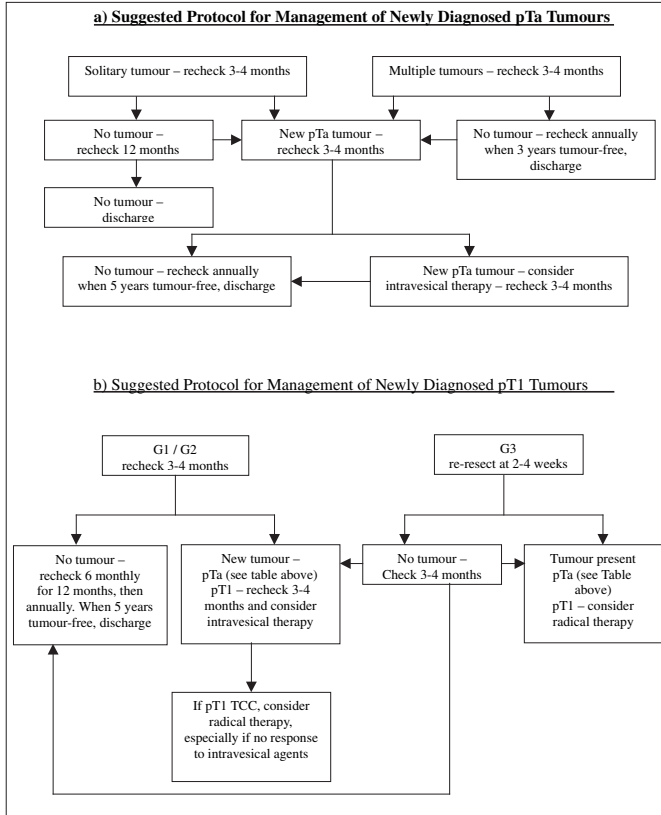 a) Suggested Protocol for Management of Newly Diagnosed pTa Tumours
Solitary tumour – recheck 3-4 months
Multiple tumours – recheck 3-4 months
No tumour –
recheck 12 months
New pTa tumour –
recheck 3-4 months
No tumour – recheck annually
when 3 years tumour-free,
discharge
No tumour –
discharge
No tumour – recheck annually
when 5 years tumour-free, discharge
New pTa tumour – consider
intravesical therapy – recheck 3-4 months
b) Suggested Protocol for Management of Newly Diagnosed pT1 Tumours
G1 / G2
recheck 3-4 months
G3
re-resect at 2-4 weeks
No tumour –
recheck 6 monthly
for 12 months, then
annually. When 5 years
tumour-free, discharge
New tumour –
pTa (see table above)
pT1 – recheck 3-4
months and consider
intravesical therapy
No tumour –
Check 3-4 months
Tumour present
pTa (see Table
above)
pT1 – consider
radical therapy
If pT1 TCC, consider
radical therapy,
especially if no response
to intravesical agents